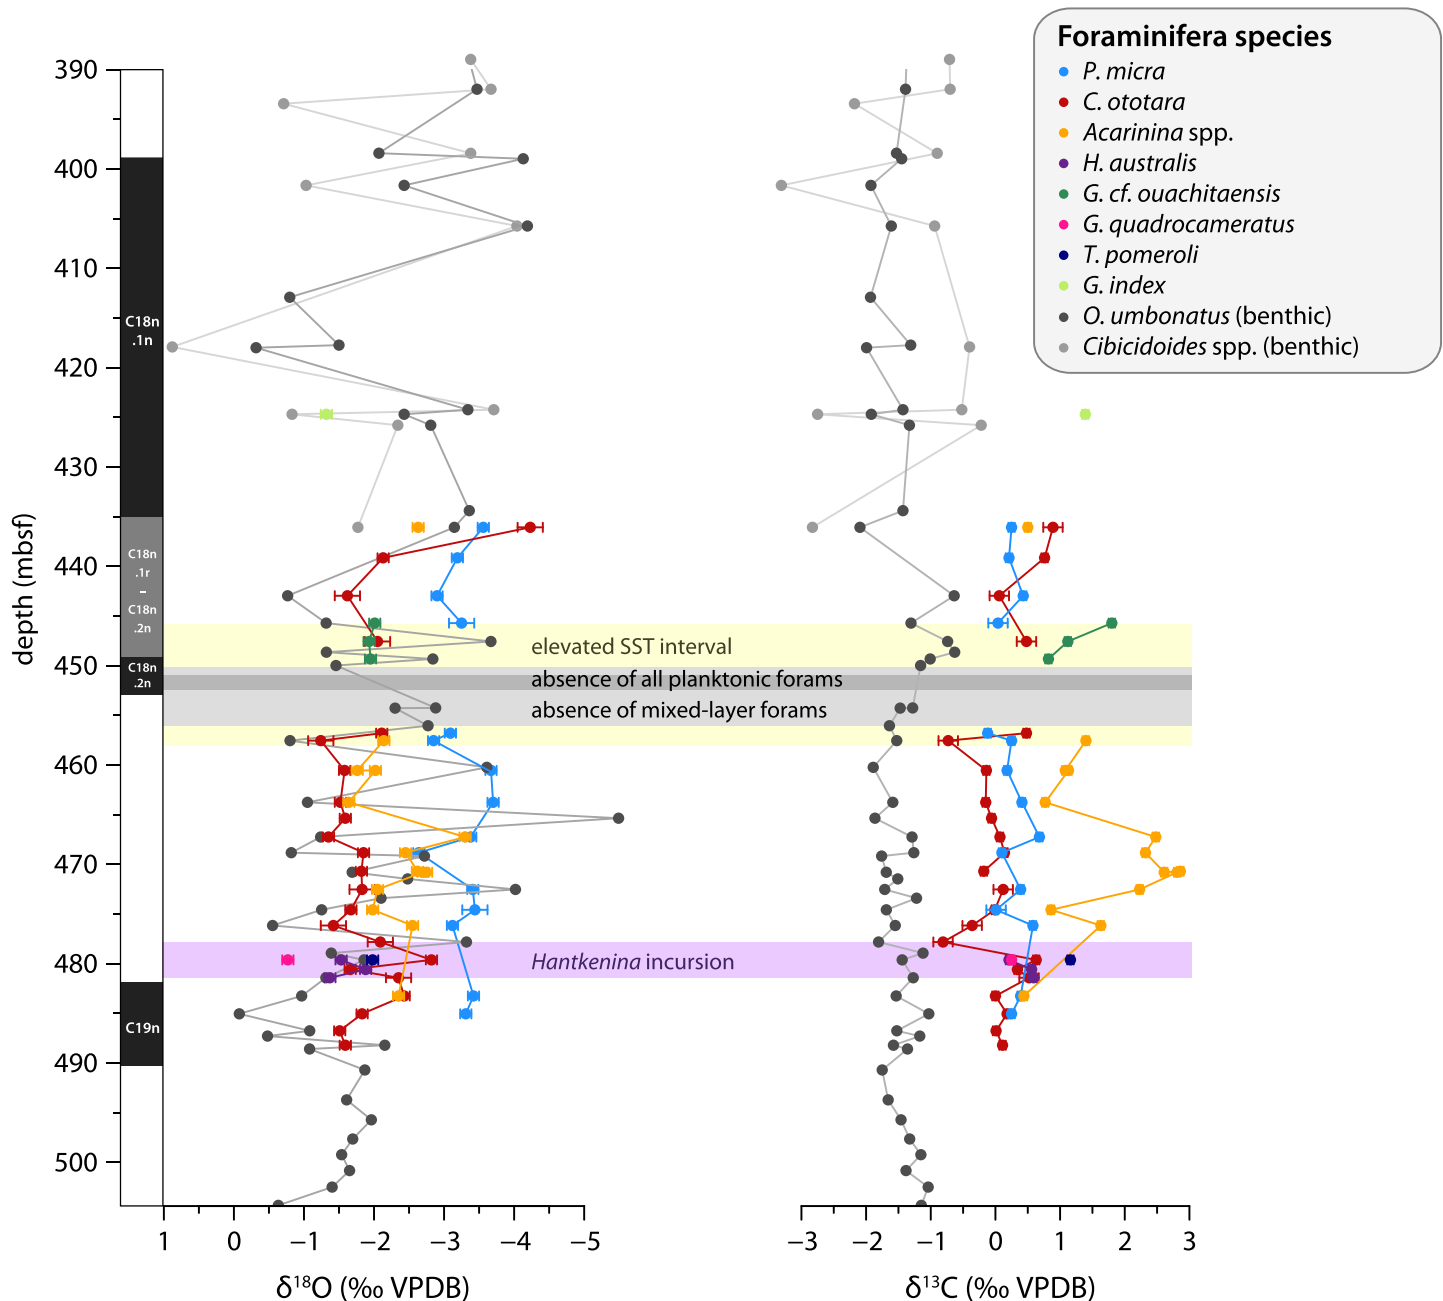 Foraminifera species
P. micra
C. ototara
Acarinina spp.
H. australis
G. cf. ouachitaensis
G. quadrocameratus
T. pomeroli
G. index
O. umbonatus (benthic)
Cibicidoides spp. (benthic)
depth (mbsf)
390
400
410
420
430
440
450
460
470
480
490
500
C18n
.1n
C18n
.1r
–
C18n
.2n
C18n
.2n
C19n
elevated SST interval
absence of all planktonic forams
absence of mixed-layer forams
Hantkenina incursion
1 0 −1 −2 −3 −4 −5
δ¹⁸O (‰ VPDB)
−3 −2 −1 0 1 2 3
δ¹³C (‰ VPDB)